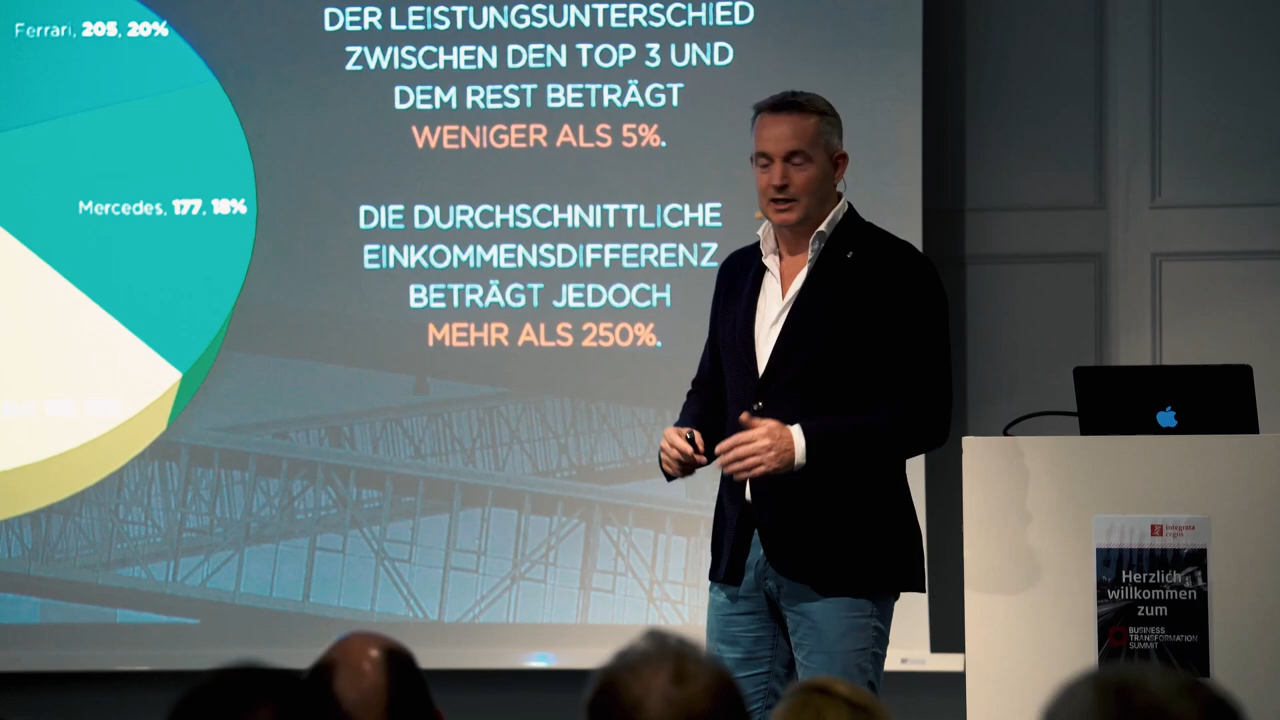 Ferrari, 205, 20%
Mercedes, 177, 18%
DER LEISTUNGSUNTERSCHIED
ZWISCHEN DEN TOP 3 UND
DEM REST BETRÄGT
WENIGER ALS 5%.
DIE DURCHSCHNITTLICHE
EINKOMMENSDIFFERENZ
BETRÄGT JEDOCH
MEHR ALS 250%.
integrata
cegos
Herzlich
willkommen
zum
BUSINESS
TRANSFORMATION
SUMMIT